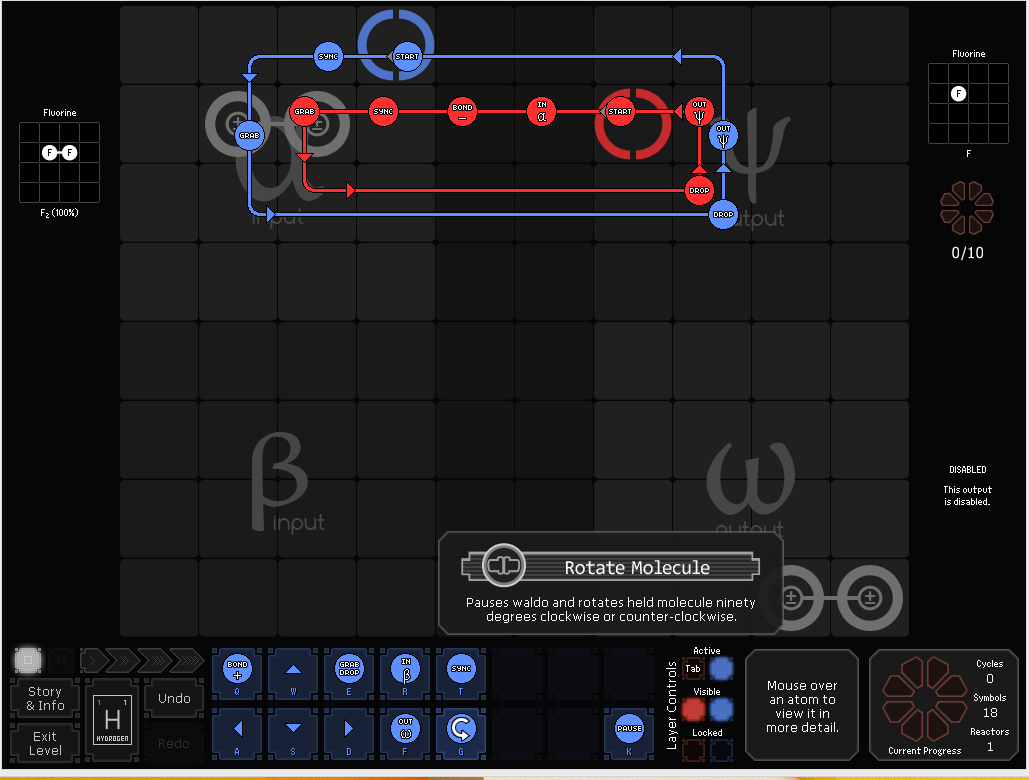 SYNC
START
Fluorine
Fluorine
F
F
F F
F₂ (100%)
GRAB
SYNC
BOND
–
IN
α
START
OUT
Ψ
GRAB
± ±
OUT
Ψ
α
input
ψ
output
DROP
DROP
0/10
β
input
ω
output
DISABLED
This output
is disabled.
Rotate Molecule
Pauses waldo and rotates held molecule ninety
degrees clockwise or counter-clockwise.
± ±
Story
& Info
Exit
Level
1 1
H
HYDROGEN
Undo
Redo
BOND
+
Q
W
GRAB
DROP
E
IN
β
R
SYNC
T
A
S
D
OUT
ω
F
G
PAUSE
K
Layer Controls
Active
Tab
Visible
Locked
Mouse over
an atom to
view it in
more detail.
Cycles
0
Symbols
18
Reactors
1
Current Progress